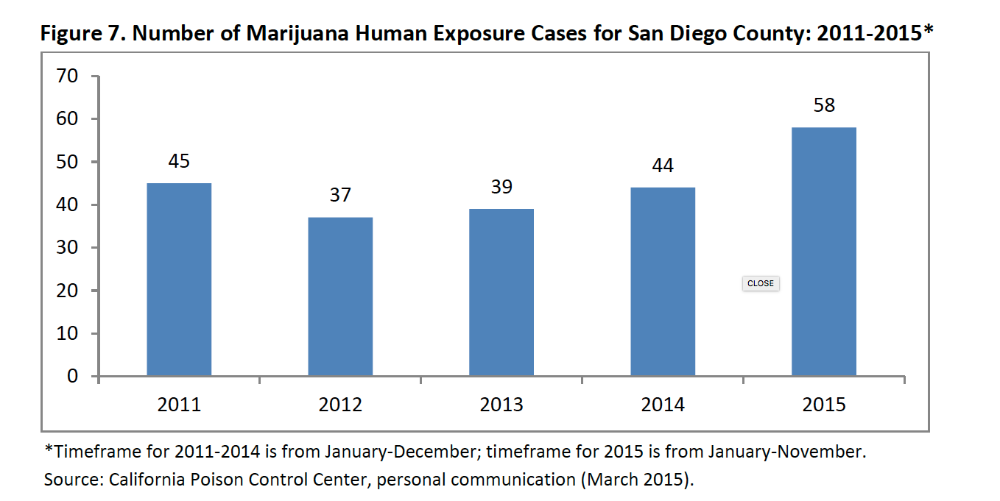 Figure 7. Number of Marijuana Human Exposure Cases for San Diego County: 2011-2015*
70
60
50
40
30
20
10
0
45
37
39
44
58
CLOSE
2011 2012 2013 2014 2015
*Timeframe for 2011-2014 is from January-December; timeframe for 2015 is from January-November.
Source: California Poison Control Center, personal communication (March 2015).